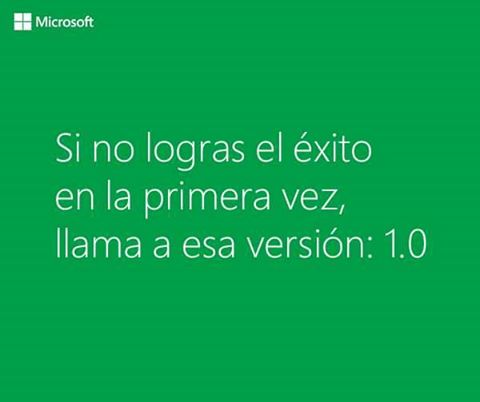 Microsoft
Si no logras el éxito
en la primera vez,
llama a esa versión: 1.0